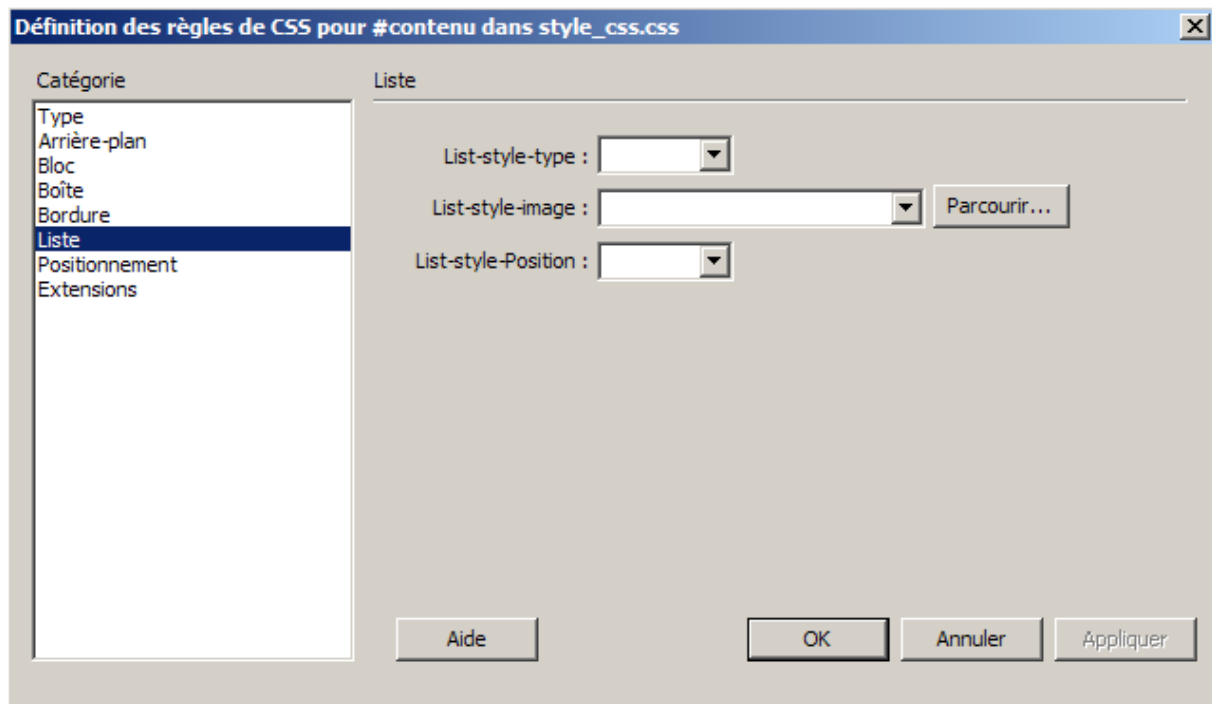 Définition des règles de CSS pour #contenu dans style_css.css
Catégorie
Type
Arrière-plan
Bloc
Boîte
Bordure
Liste
Positionnement
Extensions
Liste
List-style-type :
List-style-image :
Parcourir...
List-style-Position :
Aide
OK
Annuler
Appliquer